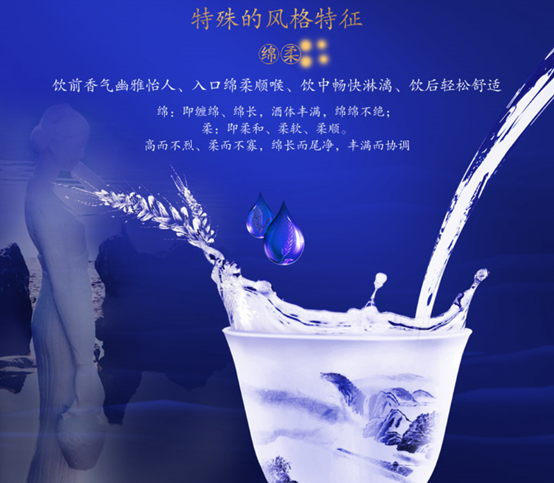 特殊的风格特征
绵柔
饮前香气幽雅怡人、入口绵柔顺喉、饮中畅快淋漓、饮后轻松舒适
绵：即缠绵、绵长，酒体丰满，绵绵不绝；
柔：即柔和、柔软、柔顺。
高而不烈、柔而不寡，绵长而尾净，丰满而协调